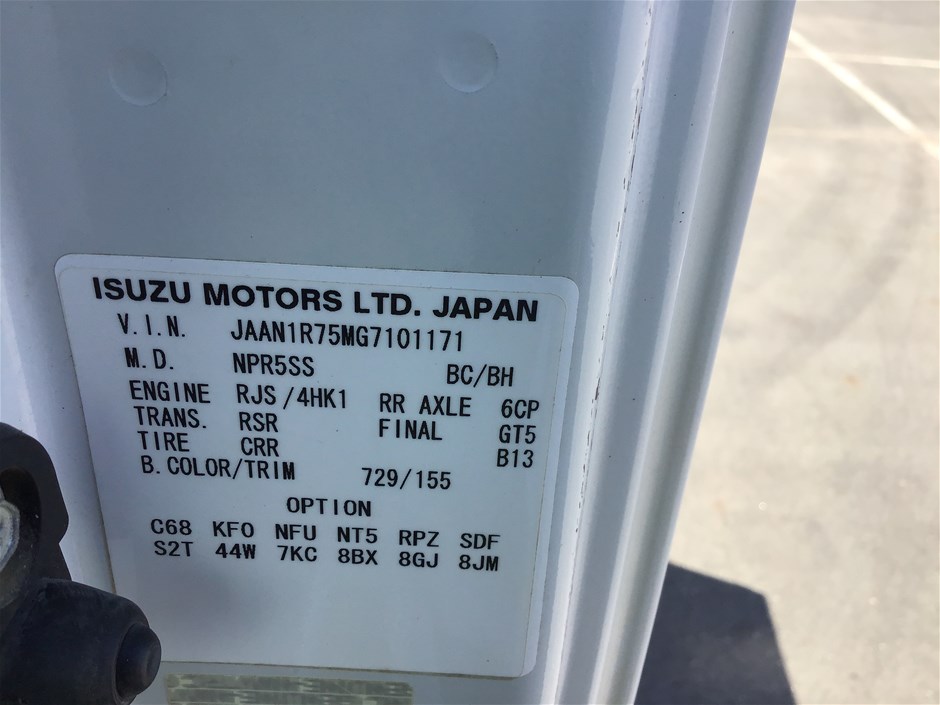 ISUZU MOTORS LTD. JAPAN
V.I.N. JAAN1R75MG7101171
M.D. NPR5SS BC/BH
ENGINE RJS/4HK1 RR AXLE 6CP
TRANS. RSR FINAL GT5
TIRE CRR B13
B.COLOR/TRIM 729/155
OPTION
C68 KFO NFU NT5 RPZ SDF
S2T 44W 7KC 8BX 8GJ 8JM